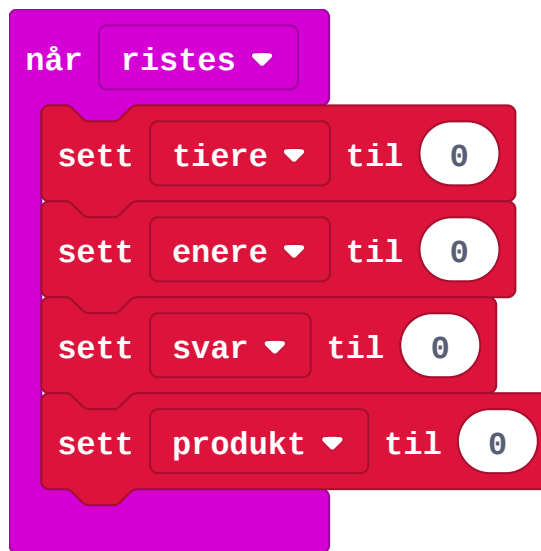 når ristes
sett tiere til 0
sett enere til 0
sett svar til 0
sett produkt til 0